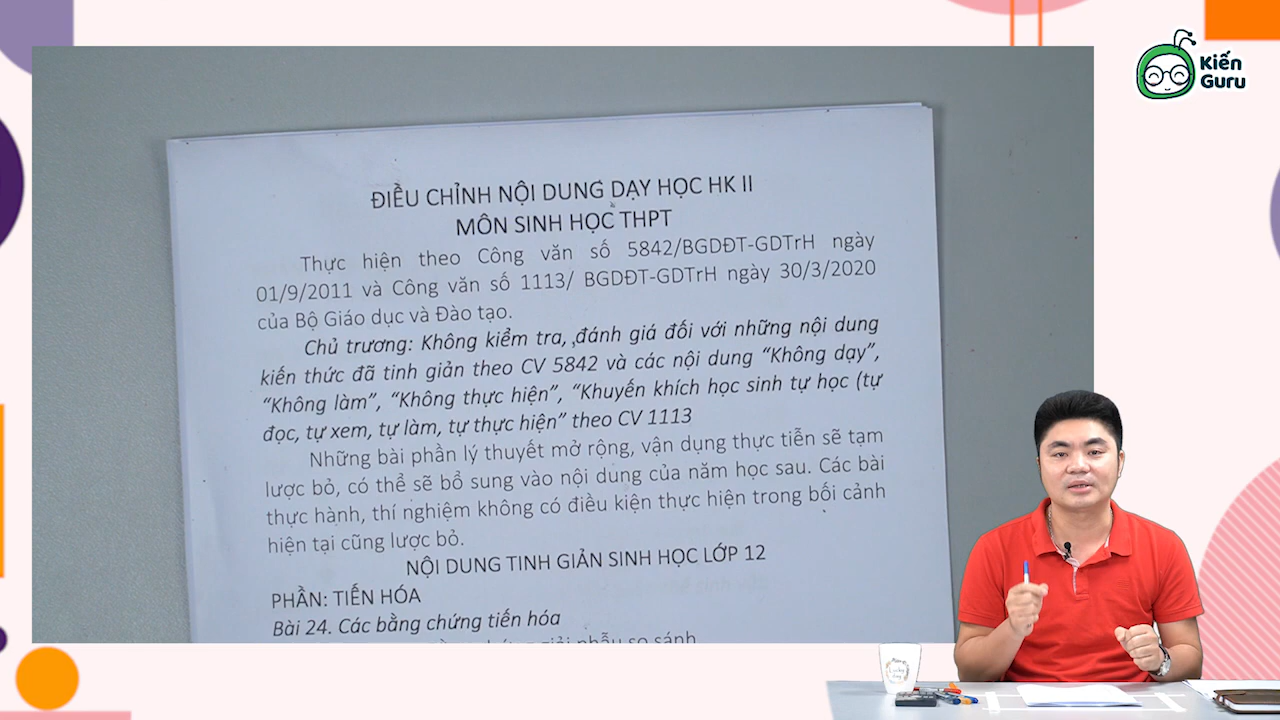 Kiến
Guru
ĐIỀU CHỈNH NỘI DUNG DẠY HỌC HK II
MÔN SINH HỌC THPT
Thực hiện theo Công văn số 5842/BGDĐT-GDTrH ngày
01/9/2011 và Công văn số 1113/ BGDĐT-GDTrH ngày 30/3/2020
của Bộ Giáo dục và Đào tạo.
Chủ trương: Không kiểm tra, đánh giá đối với những nội dung
kiến thức đã tinh giản theo CV 5842 và các nội dung “Không dạy”,
“Không làm”, “Không thực hiện”, “Khuyến khích học sinh tự học (tự
đọc, tự xem, tự làm, tự thực hiện” theo CV 1113
Những bài phần lý thuyết mở rộng, vận dụng thực tiễn sẽ tạm
lược bỏ, có thể sẽ bổ sung vào nội dung của năm học sau. Các bài
thực hành, thí nghiệm không có điều kiện thực hiện trong bối cảnh
hiện tại cũng lược bỏ.
NỘI DUNG TINH GIẢN SINH HỌC LỚP 12
PHẦN: TIẾN HÓA
Bài 24. Các bằng chứng tiến hóa
giải phẫu so sánh